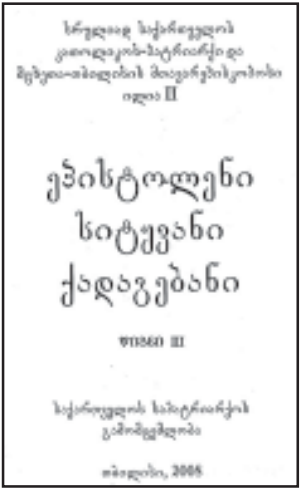 სრულიად საქართველოს
კათოლიკოს-პატრიარქი და
მცხეთა-თბილისის მთავარეპისკოპოსი
ილია II
ეპისტოლენი
სიტყვანი
ქადაგებანი
წიგნი III
საქართველოს საპატრიარქოს
გამომცემლობა
თბილისი, 2008